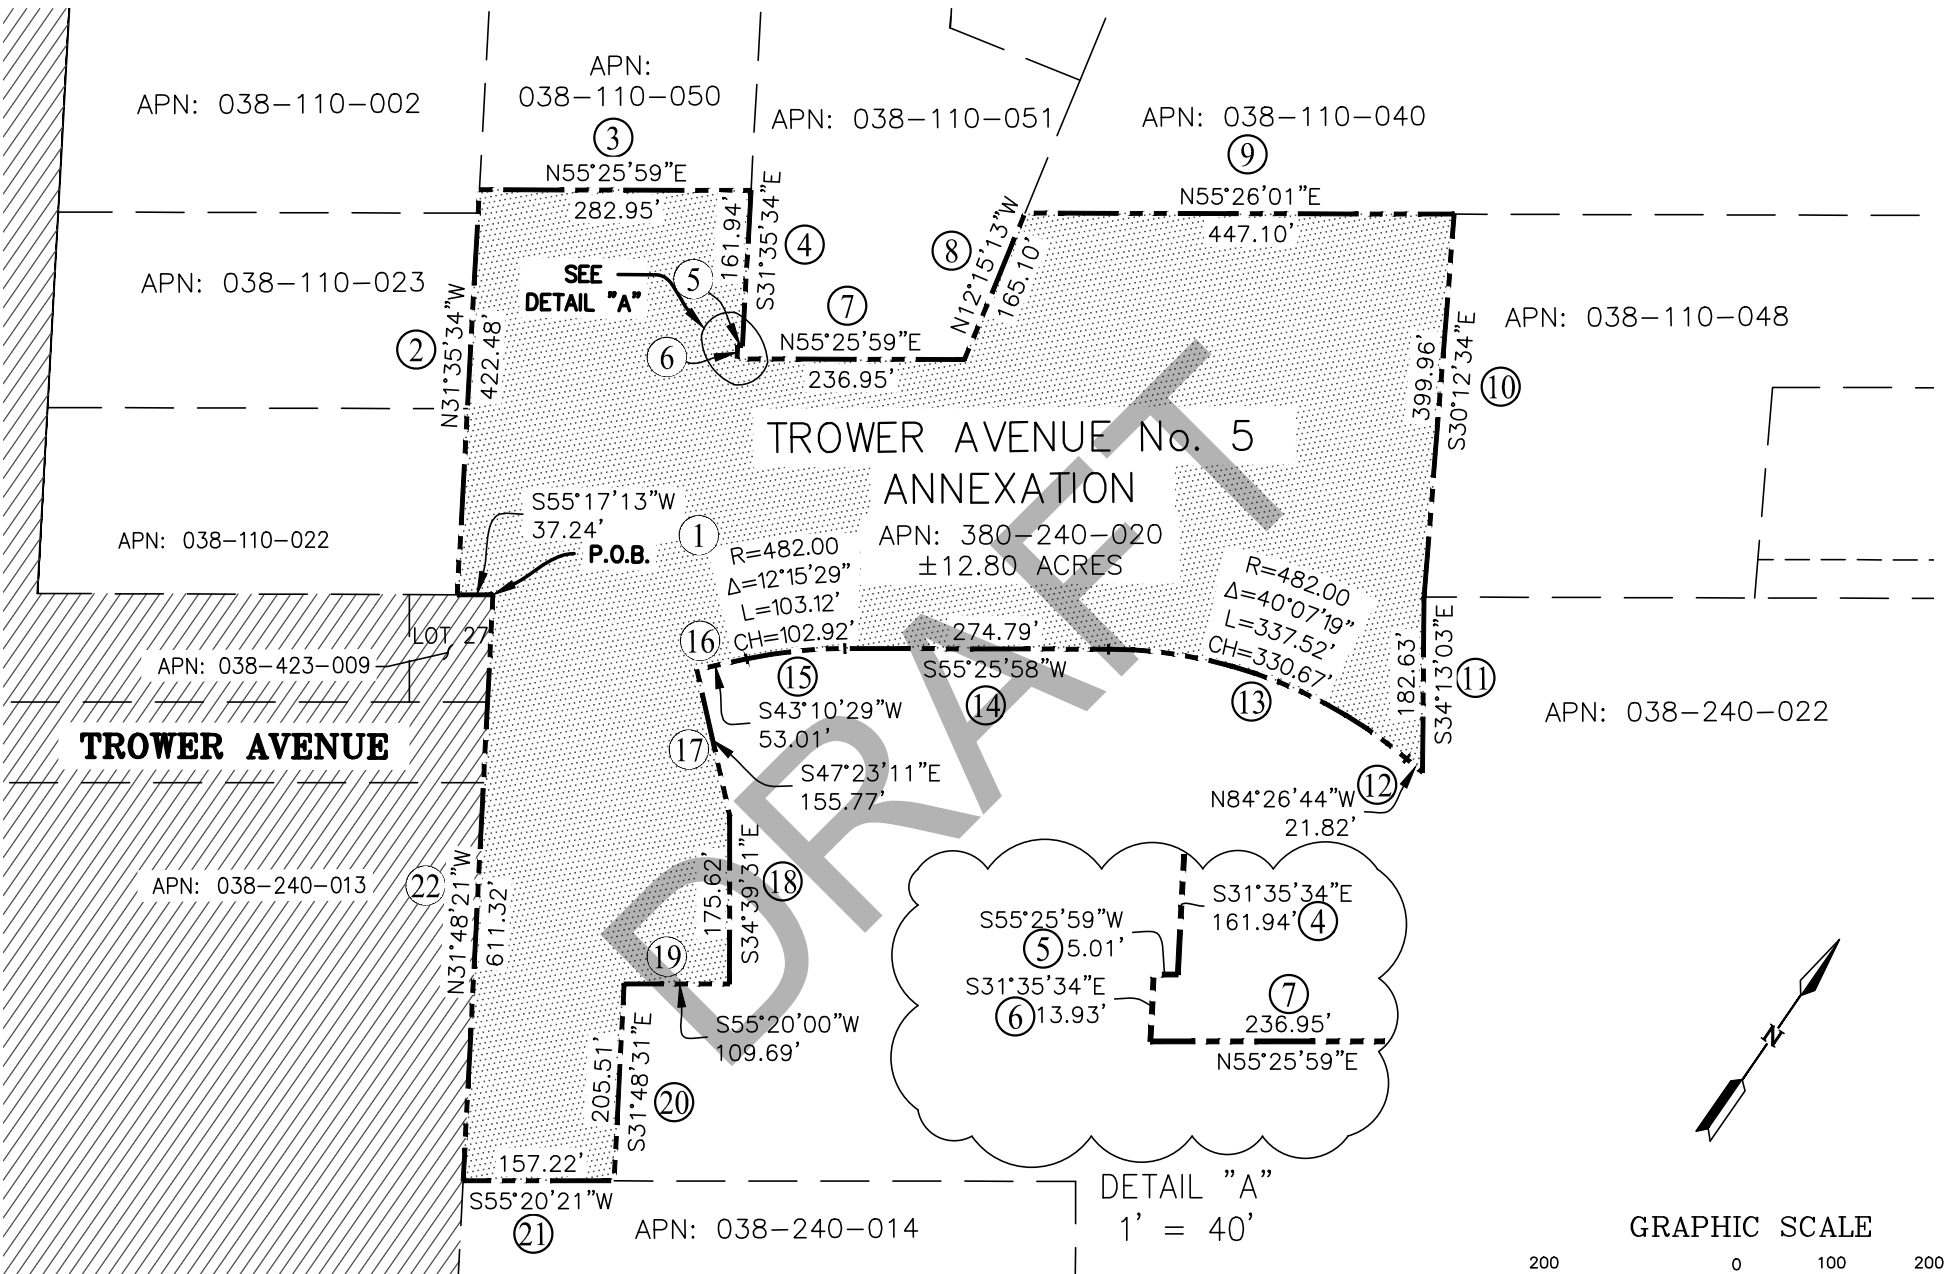 APN: 038-110-002
APN:
038-110-050
APN: 038-110-051
APN: 038-110-040
3
N55°25'59"E
282.95'
9
N55°26'01"E
447.10'
161.94'
S31°35'34"E
4
8
N12°15'13"W
165.10'
APN: 038-110-023
SEE
DETAIL "A"
5
6
7
N55°25'59"E
236.95'
2
N31°35'34"W
422.48'
APN: 038-110-048
399.96'
S30°12'34"E
10
TROWER AVENUE No. 5
ANNEXATION
APN: 380-240-020
±12.80 ACRES
APN: 038-110-022
S55°17'13"W
37.24'
P.O.B.
1
R=482.00
Δ=12°15'29"
L=103.12'
CH=102.92'
R=482.00
Δ=40°07'19"
L=337.52'
CH=330.67'
LOT 27
APN: 038-423-009
16
15
274.79'
S55°25'58"W
14
13
182.63'
S34°13'03"E
11
APN: 038-240-022
S43°10'29"W
53.01'
TROWER AVENUE
17
S47°23'11"E
155.77'
12
N84°26'44"W
21.82'
APN: 038-240-013
22
N31°48'21"W
611.32'
175.62'
S34°39'31"E
18
19
S55°20'00"W
109.69'
205.51'
S31°48'31"E
20
157.22'
S55°20'21"W
21
APN: 038-240-014
S31°35'34"E
161.94'
4
S55°25'59"W
5
5.01'
S31°35'34"E
6
13.93'
7
236.95'
N55°25'59"E
DETAIL "A"
1' = 40'
N
GRAPHIC SCALE
200 0 100 200
DRAFT